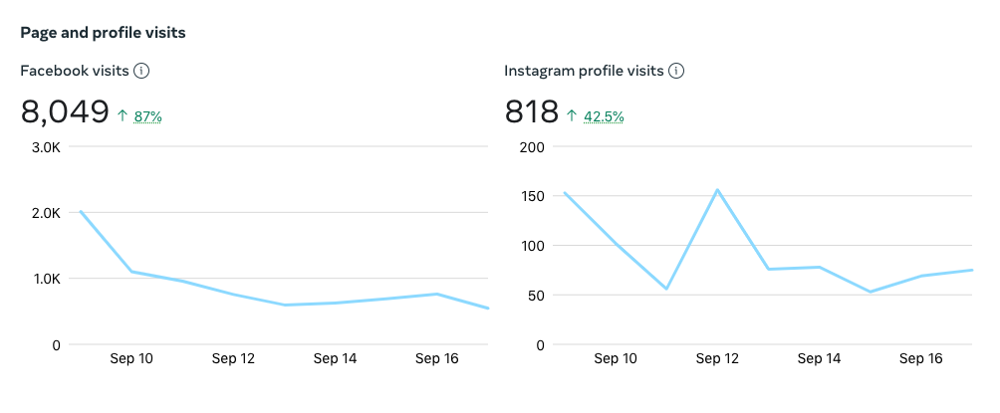 Page and profile visits
Facebook visits
8,049 ↑ 87%
3.0K
2.0K
1.0K
0
Sep 10 Sep 12 Sep 14 Sep 16
Instagram profile visits
818 ↑ 42.5%
200
150
100
50
0
Sep 10 Sep 12 Sep 14 Sep 16